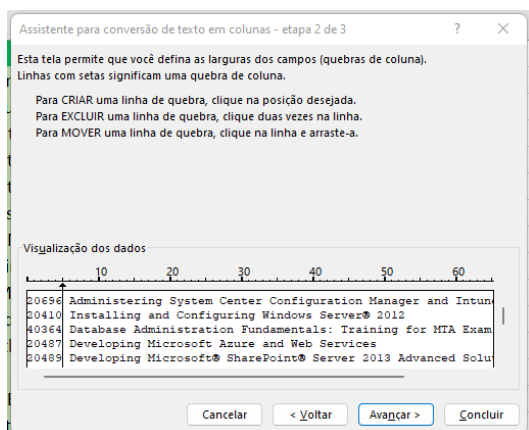 Assistente para conversão de texto em colunas - etapa 2 de 3 ? ×
Esta tela permite que você defina as larguras dos campos (quebras de coluna).
Linhas com setas significam uma quebra de coluna.
Para CRIAR uma linha de quebra, clique na posição desejada.
Para EXCLUIR uma linha de quebra, clique duas vezes na linha.
Para MOVER uma linha de quebra, clique na linha e arraste-a.
Visualização dos dados
10 20 30 40 50 60
20696 Administering System Center Configuration Manager and Intun
20410 Installing and Configuring Windows Server® 2012
40364 Database Administration Fundamentals: Training for MTA Exam
20487 Developing Microsoft Azure and Web Services
20489 Developing Microsoft® SharePoint® Server 2013 Advanced Solu
Cancelar < Voltar Avançar > Concluir